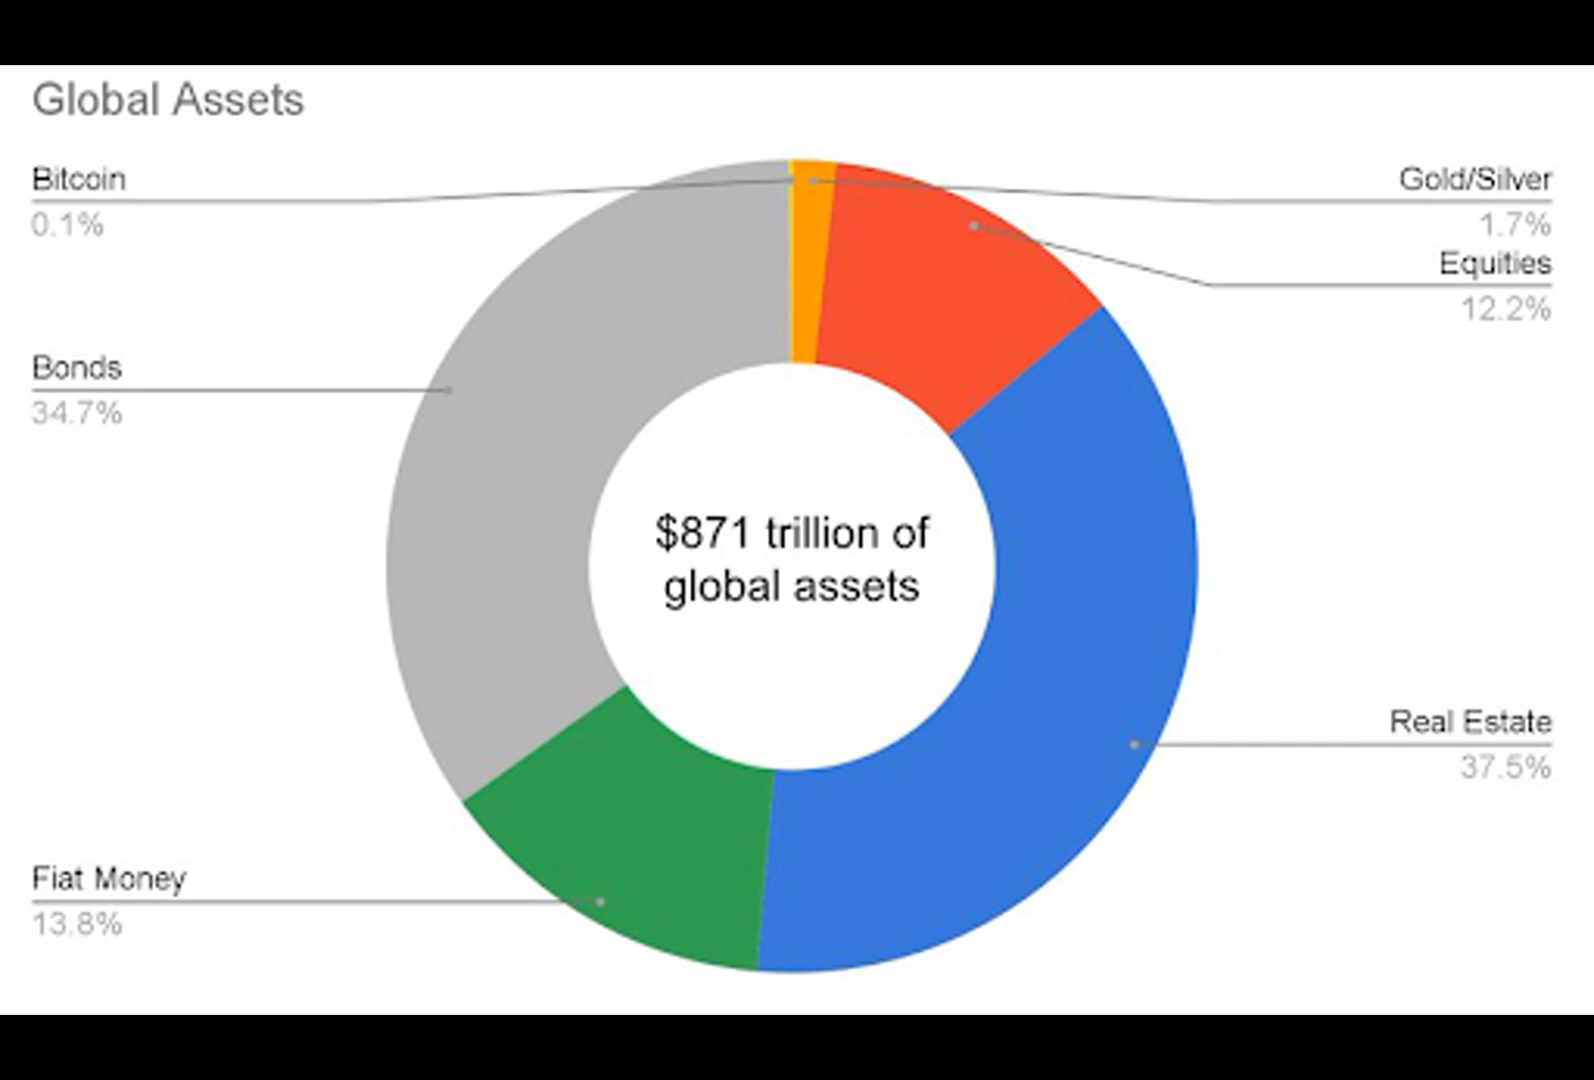 Global Assets
Bitcoin
0.1%
Gold/Silver
1.7%
Equities
12.2%
Bonds
34.7%
$871 trillion of
global assets
Real Estate
37.5%
Fiat Money
13.8%